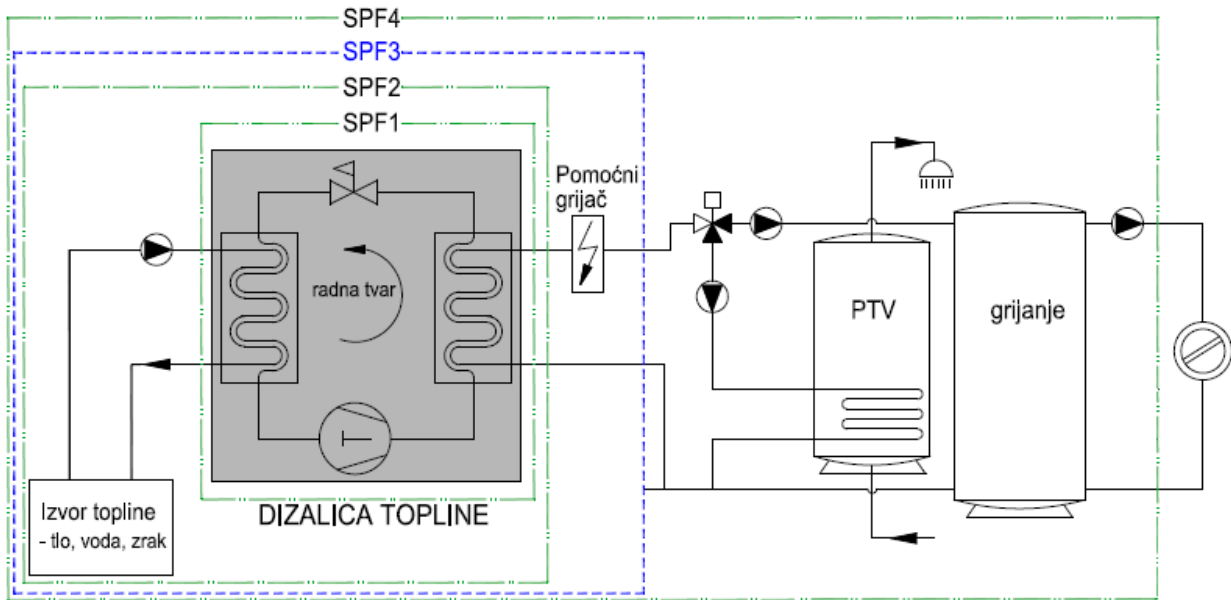 SPF4
SPF3
SPF2
SPF1
Pomoćni
grijač
radna tvar
PTV
grijanje
Izvor topline
- tlo, voda, zrak
DIZALICA TOPLINE